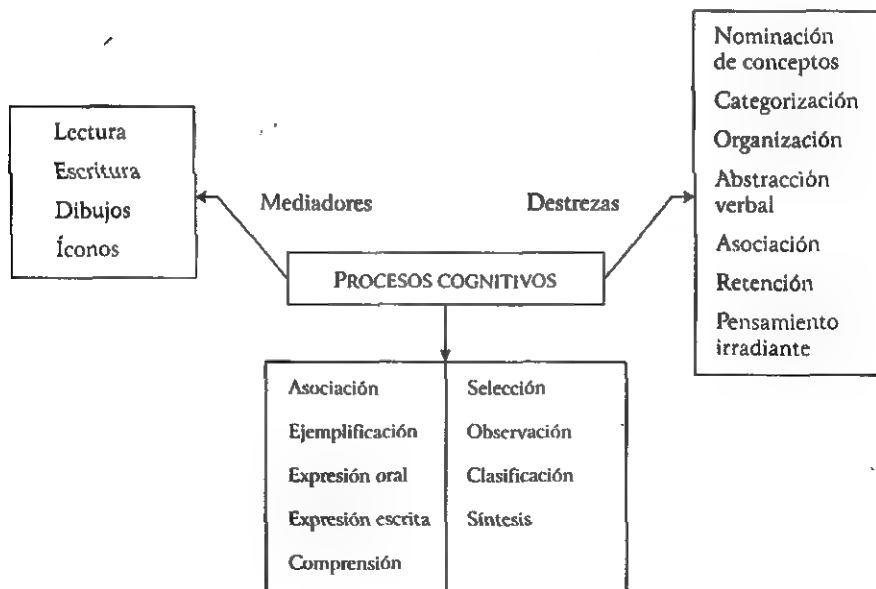 Nominación
de conceptos
Categorización
Organización
Abstracción
verbal
Asociación
Retención
Pensamiento
irradiante
Lectura
Escritura
Dibujos
Íconos
Mediadores
Destrezas
PROCESOS COGNITIVOS
Asociación
Ejemplificación
Expresión oral
Expresión escrita
Comprensión
Selección
Observación
Clasificación
Síntesis